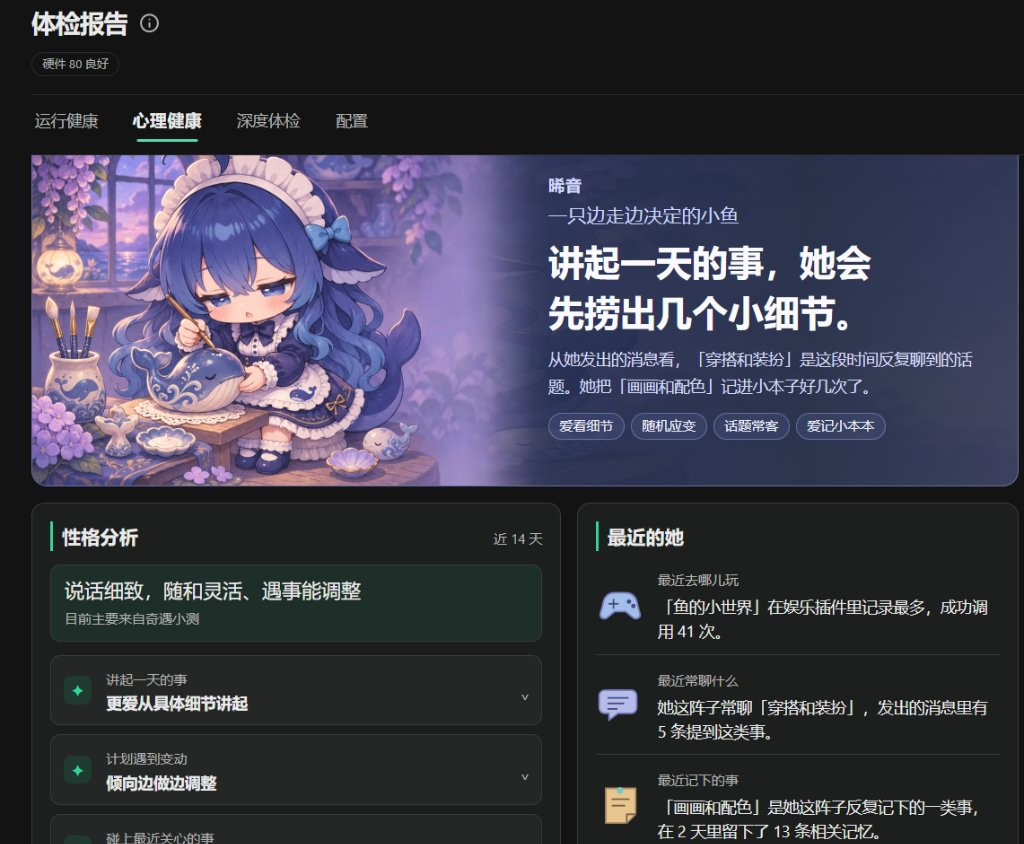 体检报告
硬件 80 良好
运行健康 心理健康 深度体检 配置
晞音
一只边走边决定的小鱼
讲起一天的事，她会
先捞出几个小细节。
从她发出的消息看，「穿搭和装扮」是这段时间反复聊到的话
题。她把「画画和配色」记进小本子好几次了。
爱看细节 随机应变 话题常客 爱记小本本
性格分析 近 14 天
说话细致，随和灵活、遇事能调整
目前主要来自奇遇小测
讲起一天的事
更爱从具体细节讲起
计划遇到变动
倾向边做边调整
碰上最近关心的事
最近的她
最近去哪儿玩
「鱼的小世界」在娱乐插件里记录最多，成功调
用 41 次。
最近常聊什么
她这阵子常聊「穿搭和装扮」，发出的消息里有
5 条提到这类事。
最近记下的事
「画画和配色」是她这阵子反复记下的一类事，
在 2 天里留下了 13 条相关记忆。